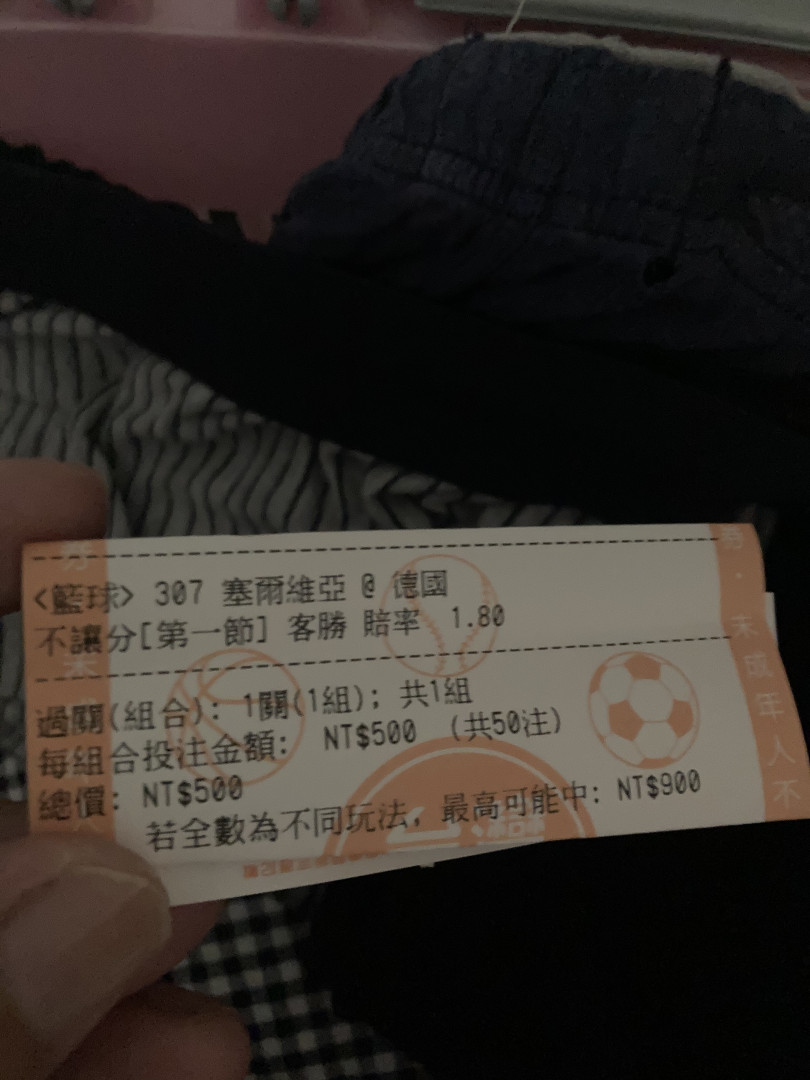 <籃球> 307 塞爾維亞 @ 德國
不讓分[第一節] 客勝 賠率 1.80
過關(組合): 1關(1組); 共1組
每組合投注金額: NT$500 (共50注)
總價: NT$500
若全數為不同玩法, 最高可能中: NT$900
券・未成年人不